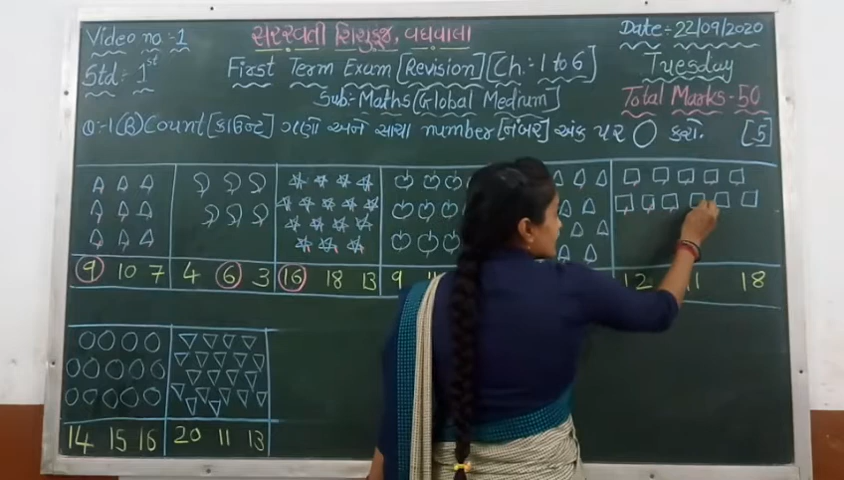 Video no :- 1
સરસ્વતી શિશુકુંજ, વઘવાલા
Date :- 22/09/2020
Std :- 1st
First Term Exam [Revision] [Ch. : 1 to 6]
Tuesday
Sub:- Maths [Global Medium]
Total Marks - 50
Q:-1 (B) Count [કાઉન્ટ] ગણો અને સાચા number [નંબર] અંક પર ○ કરો. [5]
9 10 7
4 6 3
16 18 13
9
12 11 18
14 15 16
20 11 13